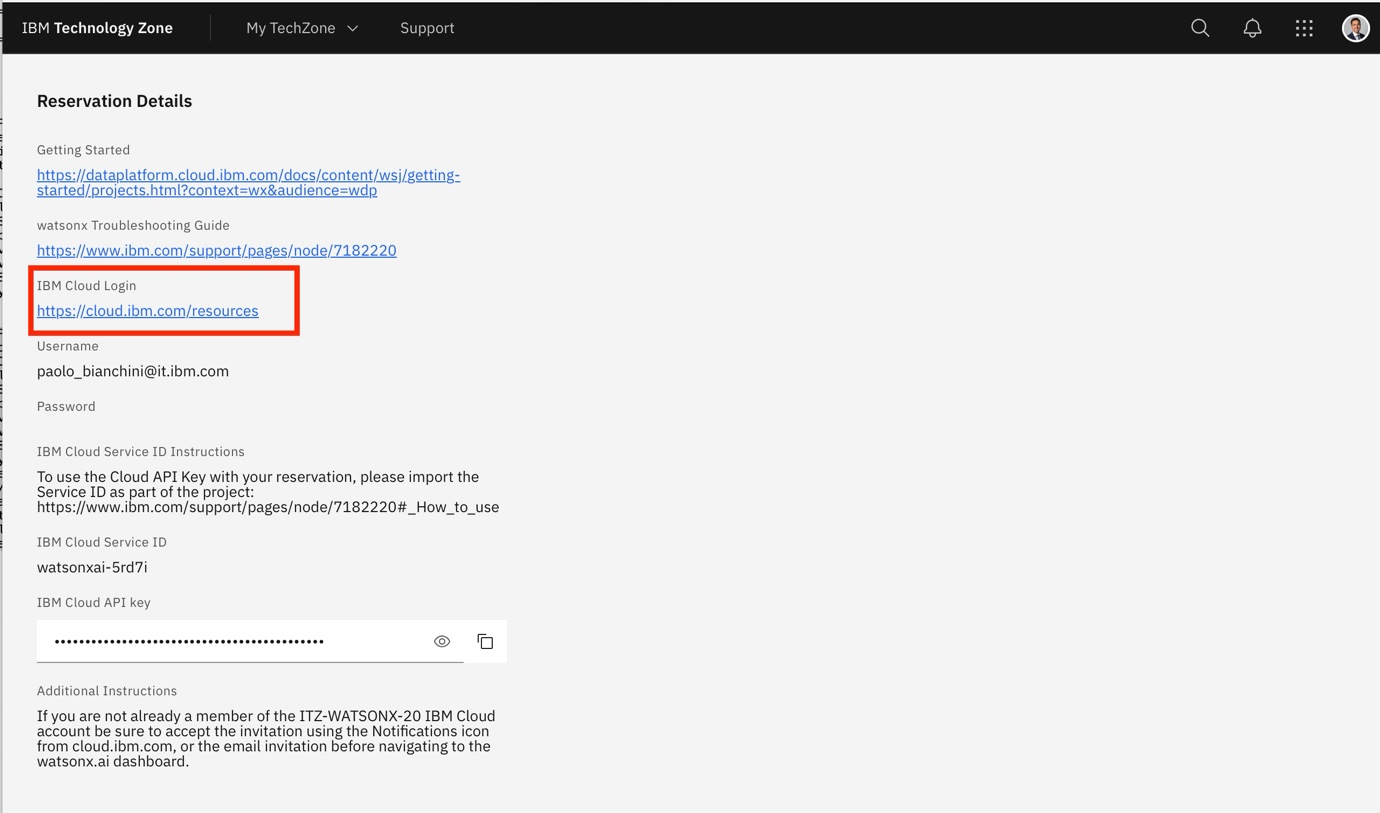 IBM Technology Zone
My TechZone
Support
Reservation Details
Getting Started
https://dataplatform.cloud.ibm.com/docs/content/wsj/getting-
started/projects.html?context=wx&audience=wdp
watsonx Troubleshooting Guide
https://www.ibm.com/support/pages/node/7182220
IBM Cloud Login
https://cloud.ibm.com/resources
Username
paolo_bianchini@it.ibm.com
Password
IBM Cloud Service ID Instructions
To use the Cloud API Key with your reservation, please import the
Service ID as part of the project:
https://www.ibm.com/support/pages/node/7182220#_How_to_use
IBM Cloud Service ID
watsonxai-5rd7i
IBM Cloud API key
••••••••••••••••••••••••••••••••••••••••••••
Additional Instructions
If you are not already a member of the ITZ-WATSONX-20 IBM Cloud
account be sure to accept the invitation using the Notifications icon
from cloud.ibm.com, or the email invitation before navigating to the
watsonx.ai dashboard.